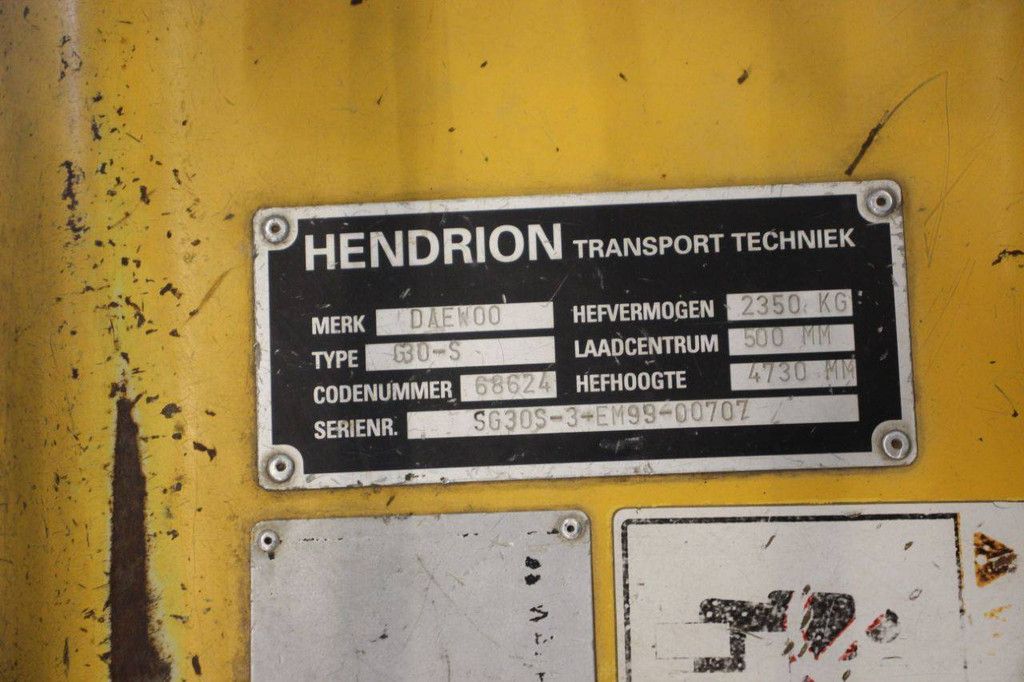 HENDRION TRANSPORT TECHNIEK
MERK DAEWOO HEFVERMOGEN 2350 KG
TYPE G30-S LAADCENTRUM 500 MM
CODENUMMER 68624 HEFHOOGTE 4730 MM
SERIENR. SG30S-3-EM99-00707